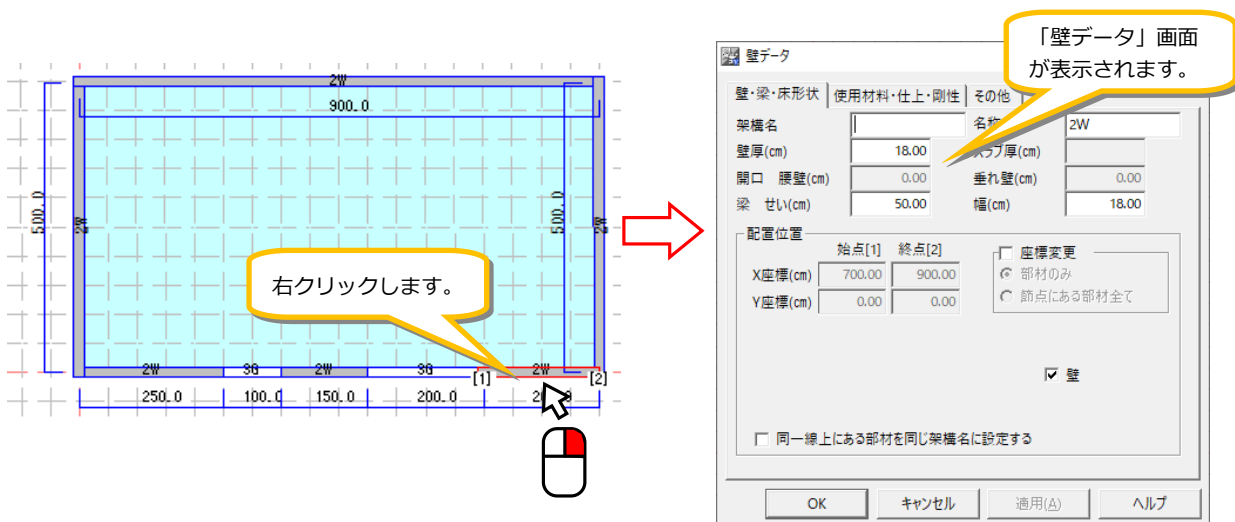 2W
900.0
500.0
2W
500.0
2W
右クリックします。
2W
3G
2W
3G
2W
[1]
[2]
250.0
100.0
150.0
200.0
「壁データ」画面
が表示されます。
壁データ
壁・梁・床形状
使用材料・仕上・剛性
その他
架構名
2W
壁厚(cm)
18.00
スラブ厚(cm)
開口 腰壁(cm)
0.00
垂れ壁(cm)
0.00
梁 せい(cm)
50.00
幅(cm)
18.00
配置位置
始点[1]
終点[2]
座標変更
X座標(cm)
700.00
900.00
部材のみ
Y座標(cm)
0.00
0.00
節点にある部材全て
壁
同一線上にある部材を同じ架構名に設定する
OK
キャンセル
適用(A)
ヘルプ